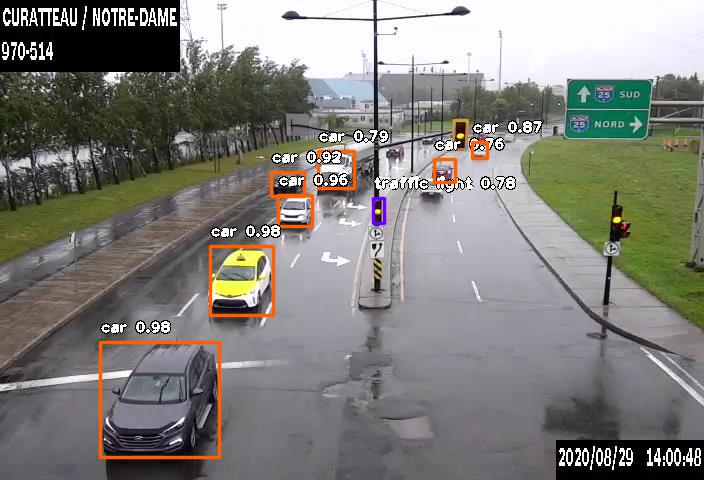 CURATTEAU / NOTRE-DAME
970-514
car 0.79
car 0.87
car 0.76
car 0.92
car 0.96
traffic light 0.78
car 0.98
car 0.98
25 SUD
25 NORD
2020/08/29 14:00:48